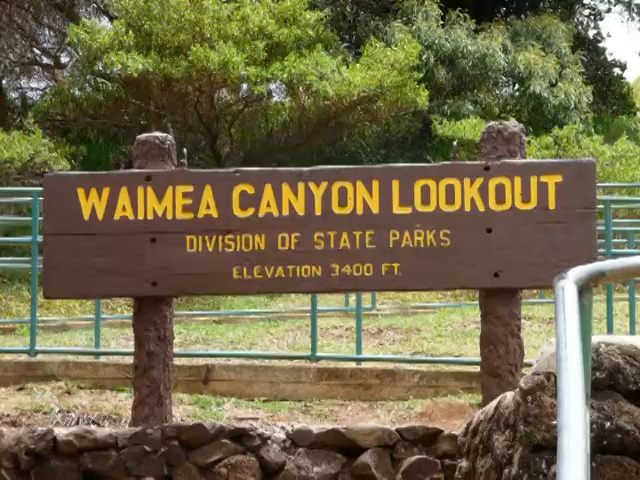 WAIMEA CANYON LOOKOUT
DIVISION OF STATE PARKS
ELEVATION 3400 FT.